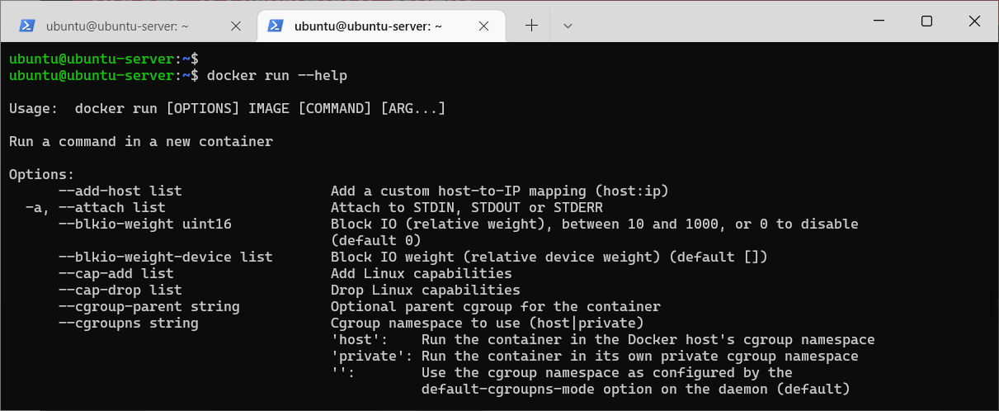 ubuntu@ubuntu-server: ~
ubuntu@ubuntu-server: ~
ubuntu@ubuntu-server:~$
ubuntu@ubuntu-server:~$ docker run --help
Usage:  docker run [OPTIONS] IMAGE [COMMAND] [ARG...]
Run a command in a new container
Options:
      --add-host list                  Add a custom host-to-IP mapping (host:ip)
  -a, --attach list                    Attach to STDIN, STDOUT or STDERR
      --blkio-weight uint16            Block IO (relative weight), between 10 and 1000, or 0 to disable
                                       (default 0)
      --blkio-weight-device list       Block IO weight (relative device weight) (default [])
      --cap-add list                   Add Linux capabilities
      --cap-drop list                  Drop Linux capabilities
      --cgroup-parent string           Optional parent cgroup for the container
      --cgroupns string                Cgroup namespace to use (host|private)
                                       'host':    Run the container in the Docker host's cgroup namespace
                                       'private': Run the container in its own private cgroup namespace
                                       '':        Use the cgroup namespace as configured by the
                                                  default-cgroupns-mode option on the daemon (default)